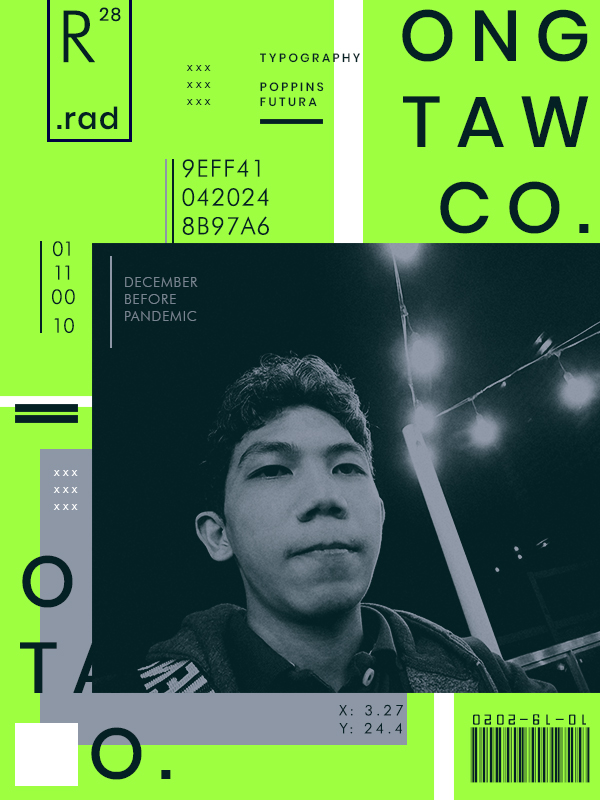 R 28
.rad
xxx
xxx
xxx
TYPOGRAPHY
POPPINS
FUTURA
ONG
TAW
CO.
9EFF41
042024
8B97A6
01
11
00
10
DECEMBER
BEFORE
PANDEMIC
xxx
xxx
xxx
O
TA
O.
X: 3.27
Y: 24.4
10-19-2020